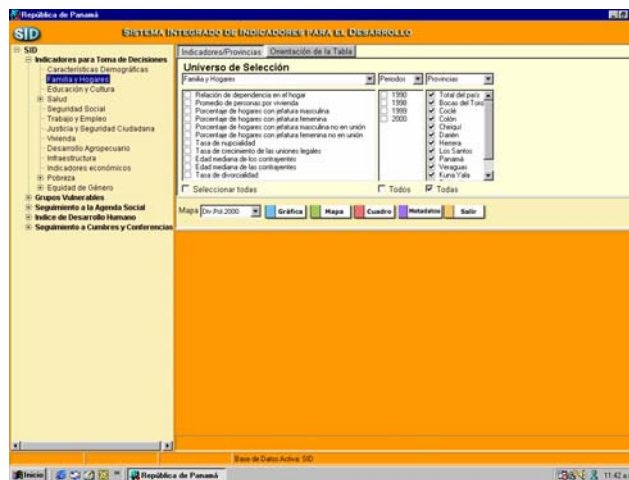 República de Panamá
SID
SISTEMA INTEGRADO DE INDICADORES PARA EL DESARROLLO
SID
Indicadores para Toma de Decisiones
Características Demográficas
Familia y Hogares
Educación y Cultura
Salud
Seguridad Social
Trabajo y Empleo
Justicia y Seguridad Ciudadana
Vivienda
Desarrollo Agropecuario
Infraestructura
Indicadores económicos
Pobreza
Equidad de Género
Grupos Vulnerables
Seguimiento a la Agenda Social
Indice de Desarrollo Humano
Seguimiento a Cumbres y Conferencias
Indicadores/Provincias Orientación de la Tabla
Universo de Selección
Familia y Hogares Periodos Provincias
Relación de dependencia en el hogar
Promedio de personas por vivienda
Porcentaje de hogares con jefatura masculina
Porcentaje de hogares con jefatura femenina
Porcentaje de hogares con jefatura masculina no en unión
Porcentaje de hogares con jefatura femenina no en unión
Tasa de nupcialidad
Tasa de crecimiento de las uniones legales
Edad mediana de los contrayentes
Edad mediana de las contrayentes
Tasa de divorcialidad
1990
1998
1999
2000
Total del país
Bocas del Toro
Coclé
Colón
Chiriquí
Darién
Herrera
Los Santos
Panamá
Veraguas
Kuna Yala
Seleccionar todas Todos Todas
Mapa Div.Pol.2000 Gráfica Mapa Cuadro Metadatos Salir
Base de Datos Activa: SID
Inicio República de Panamá 11:42 a